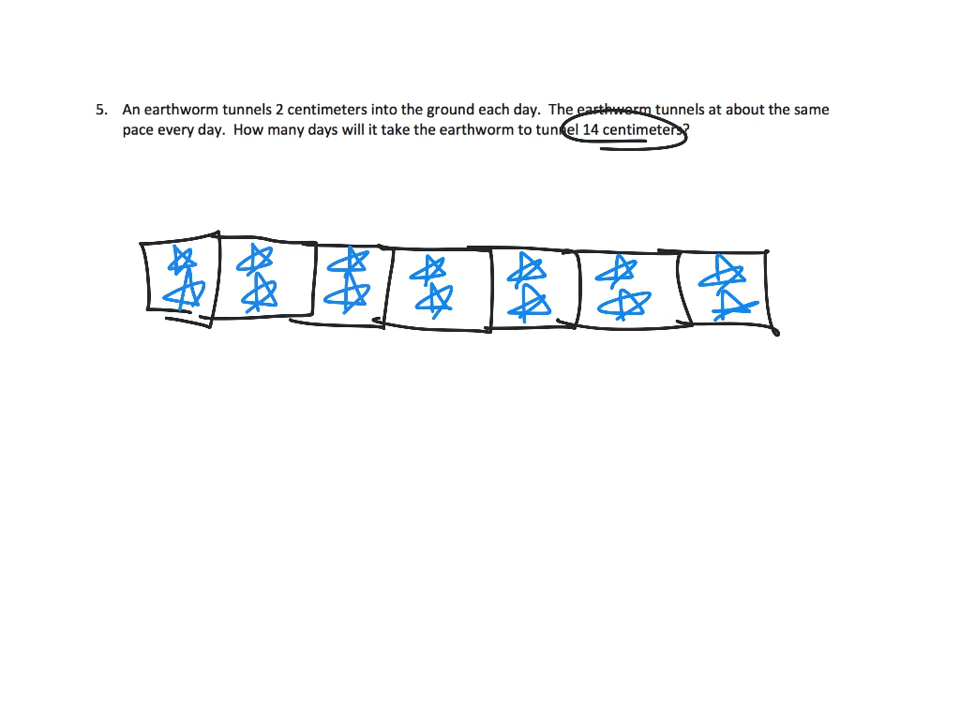 5. An earthworm tunnels 2 centimeters into the ground each day. The earthworm tunnels at about the same
pace every day. How many days will it take the earthworm to tunnel 14 centimeters?